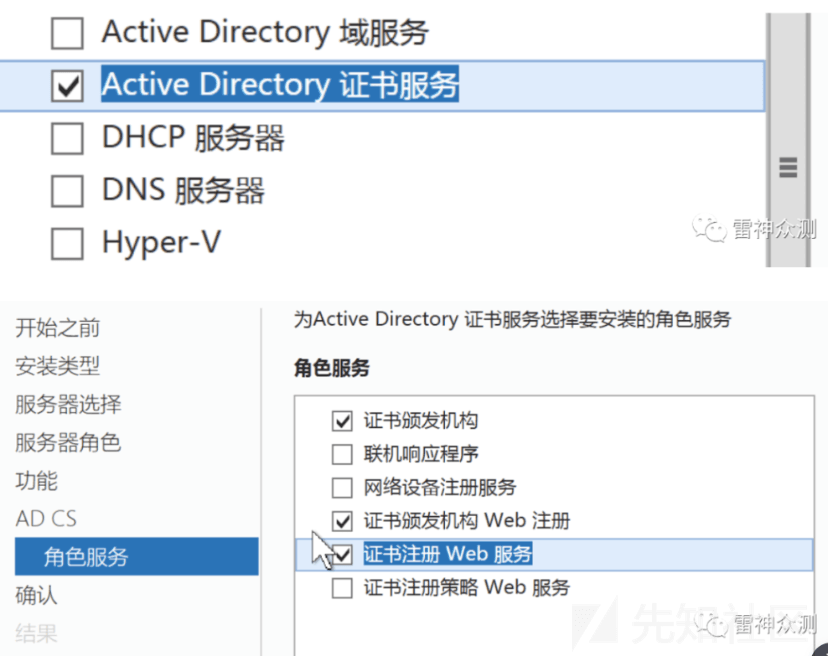 Active Directory 域服务
Active Directory 证书服务
DHCP 服务器
DNS 服务器
Hyper-V
雷神众测
开始之前
安装类型
服务器选择
服务器角色
功能
AD CS
角色服务
确认
结果
为Active Directory 证书服务选择要安装的角色服务
角色服务
证书颁发机构
联机响应程序
网络设备注册服务
证书颁发机构 Web 注册
证书注册 Web 服务
证书注册策略 Web 服务
先知社区
雷神众测